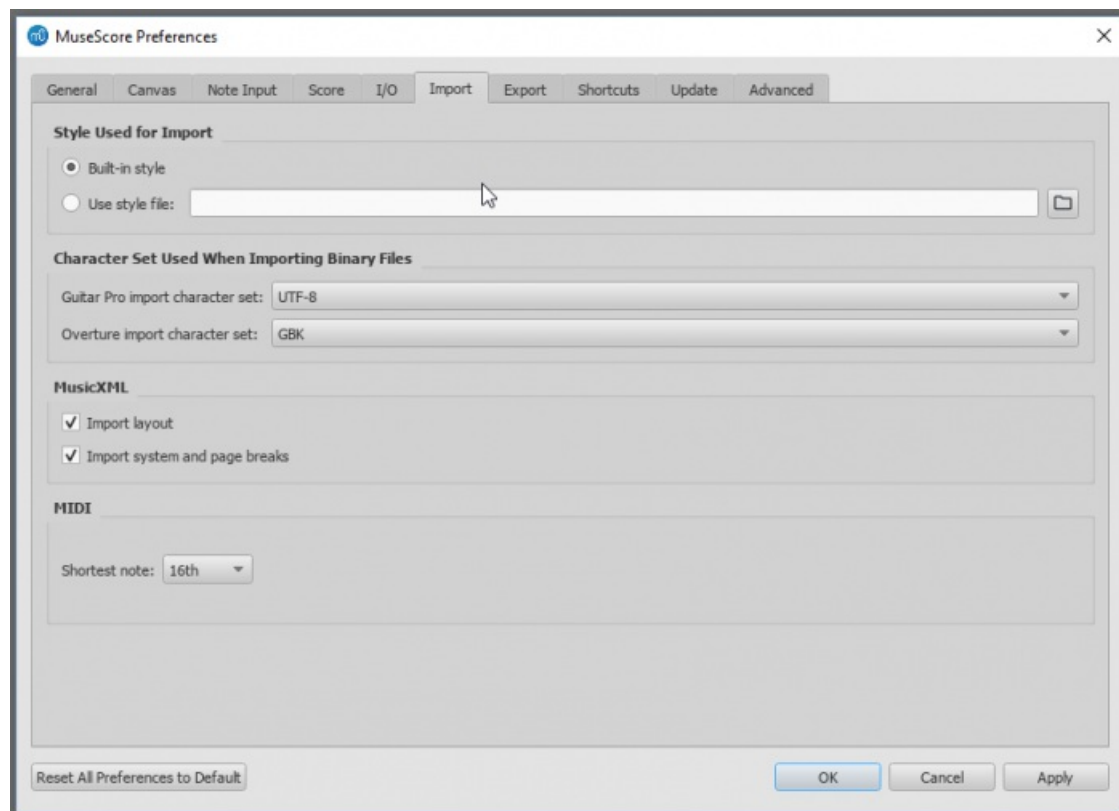 MuseScore Preferences
General Canvas Note Input Score I/O Import Export Shortcuts Update Advanced
Style Used for Import
Built-in style
Use style file:
Character Set Used When Importing Binary Files
Guitar Pro import character set: UTF-8
Overture import character set: GBK
MusicXML
Import layout
Import system and page breaks
MIDI
Shortest note: 16th
Reset All Preferences to Default OK Cancel Apply